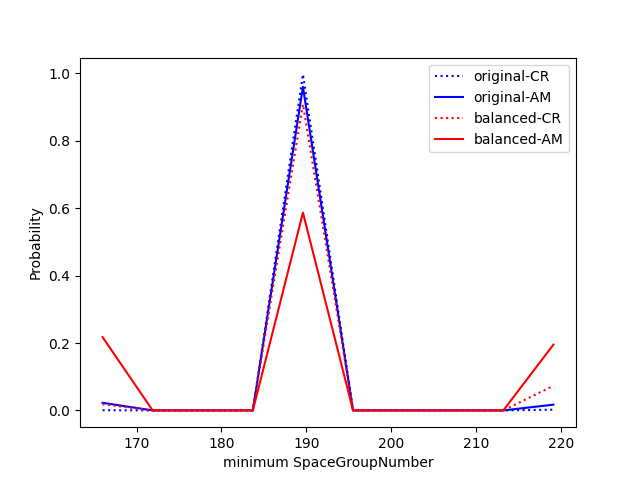 1.0
0.8
0.6
0.4
0.2
0.0
Probability
170 180 190 200 210 220
minimum SpaceGroupNumber
original-CR
original-AM
balanced-CR
balanced-AM